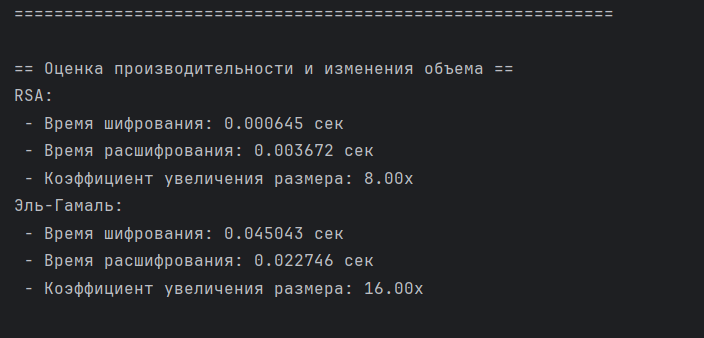 ============================================================
== Оценка производительности и изменения объема ==
RSA:
- Время шифрования: 0.000645 сек
- Время расшифрования: 0.003672 сек
- Коэффициент увеличения размера: 8.00x
Эль-Гамаль:
- Время шифрования: 0.045043 сек
- Время расшифрования: 0.022746 сек
- Коэффициент увеличения размера: 16.00x